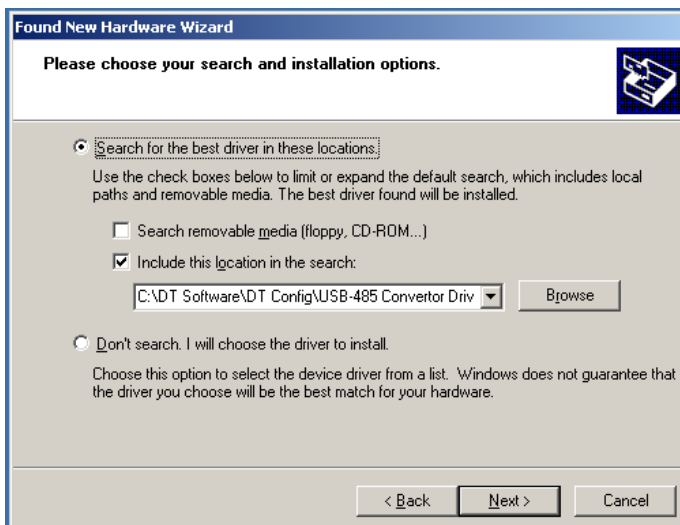 Found New Hardware Wizard
Please choose your search and installation options.
Search for the best driver in these locations.
Use the check boxes below to limit or expand the default search, which includes local
paths and removable media. The best driver found will be installed.
Search removable media (floppy, CD-ROM...)
Include this location in the search:
C:\DT Software\DT Config\USB-485 Convertor Driv
Browse
Don't search. I will choose the driver to install.
Choose this option to select the device driver from a list. Windows does not guarantee that
the driver you choose will be the best match for your hardware.
< Back Next > Cancel